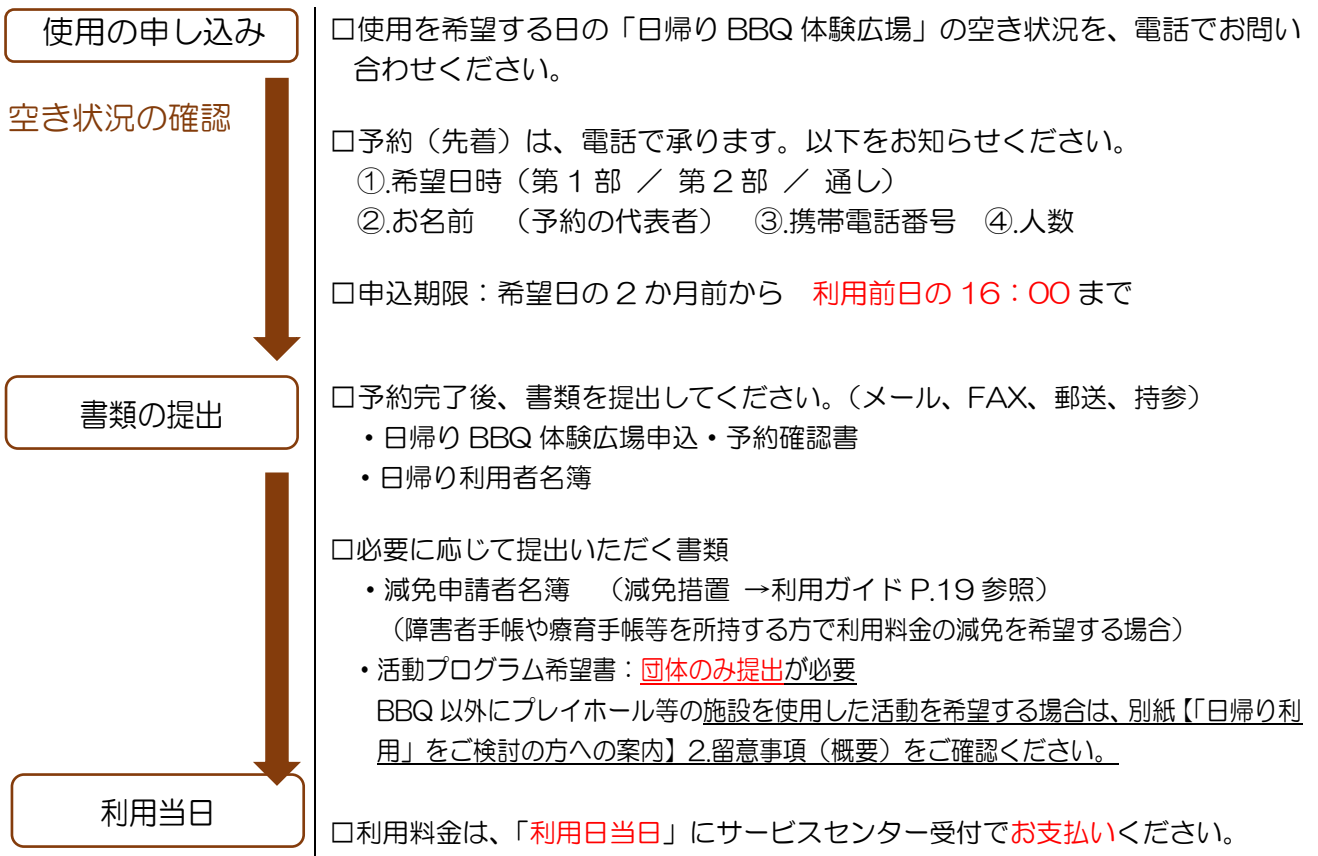 使用の申し込み
□使用を希望する日の「日帰り BBQ 体験広場」の空き状況を、電話でお問い
合わせください。
空き状況の確認
□予約（先着）は、電話で承ります。以下をお知らせください。
①.希望日時（第１部 ／ 第２部 ／ 通し）
②.お名前 （予約の代表者） ③.携帯電話番号 ④.人数
□申込期限：希望日の２か月前から 利用前日の 16：00 まで
書類の提出
□予約完了後、書類を提出してください。（メール、FAX、郵送、持参）
・日帰り BBQ 体験広場申込・予約確認書
・日帰り利用者名簿
□必要に応じて提出いただく書類
・減免申請者名簿 （減免措置 →利用ガイド P.19 参照）
（障害者手帳や療育手帳等を所持する方で利用料金の減免を希望する場合）
・活動プログラム希望書：団体のみ提出が必要
BBQ 以外にプレイホール等の施設を使用した活動を希望する場合は、別紙【「日帰り利
用」をご検討の方への案内】２.留意事項（概要）をご確認ください。
利用当日
□利用料金は、「利用日当日」にサービスセンター受付でお支払いください。